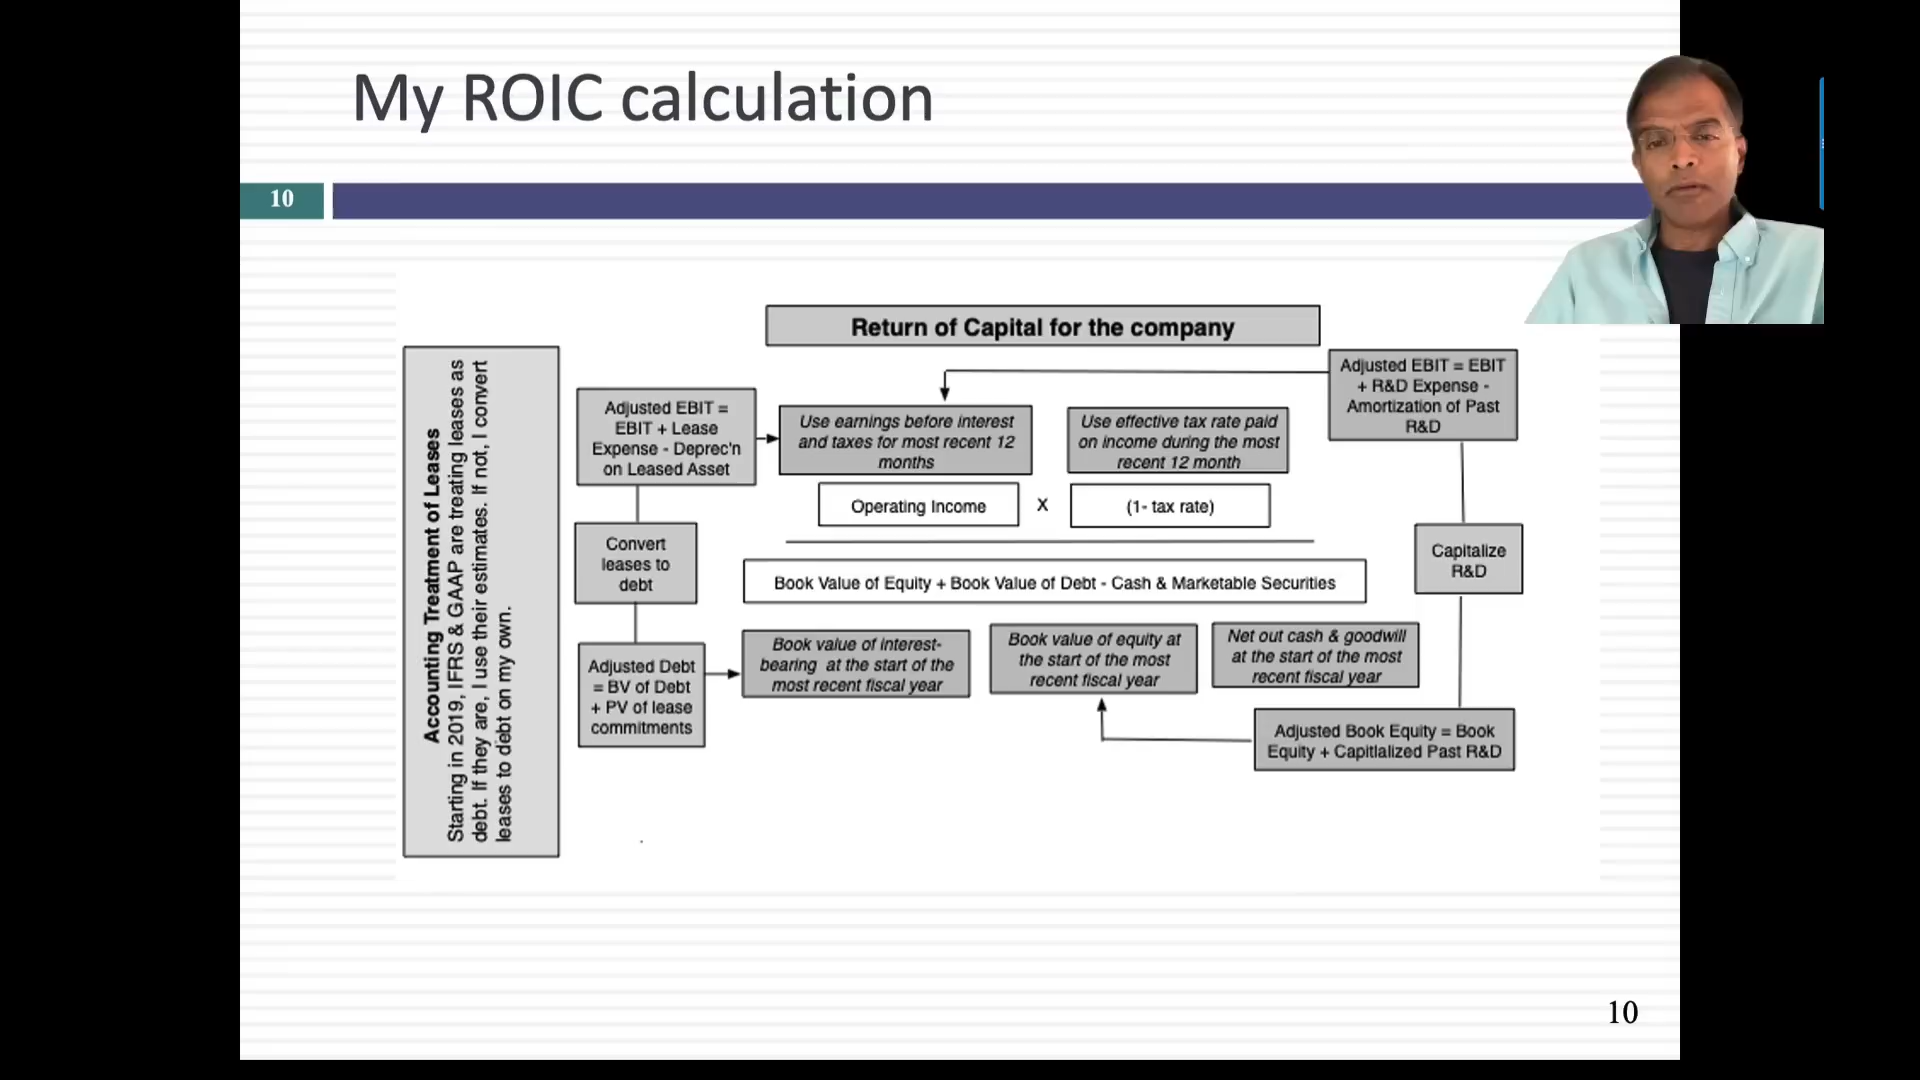 My ROIC calculation
10
Return of Capital for the company
Accounting Treatment of Leases
Starting in 2019, IFRS & GAAP are treating leases as
debt. If they are, I use their estimates. If not, I convert
leases to debt on my own.
Adjusted EBIT =
EBIT + Lease
Expense - Deprec'n
on Leased Asset
Use earnings before interest
and taxes for most recent 12
months
Use effective tax rate paid
on income during the most
recent 12 month
Adjusted EBIT = EBIT
+ R&D Expense -
Amortization of Past
R&D
Operating Income
X
(1- tax rate)
Convert
leases to
debt
Book Value of Equity + Book Value of Debt - Cash & Marketable Securities
Capitalize
R&D
Adjusted Debt
= BV of Debt
+ PV of lease
commitments
Book value of interest-
bearing at the start of the
most recent fiscal year
Book value of equity at
the start of the most
recent fiscal year
Net out cash & goodwill
at the start of the most
recent fiscal year
Adjusted Book Equity = Book
Equity + Capitlalized Past R&D
10